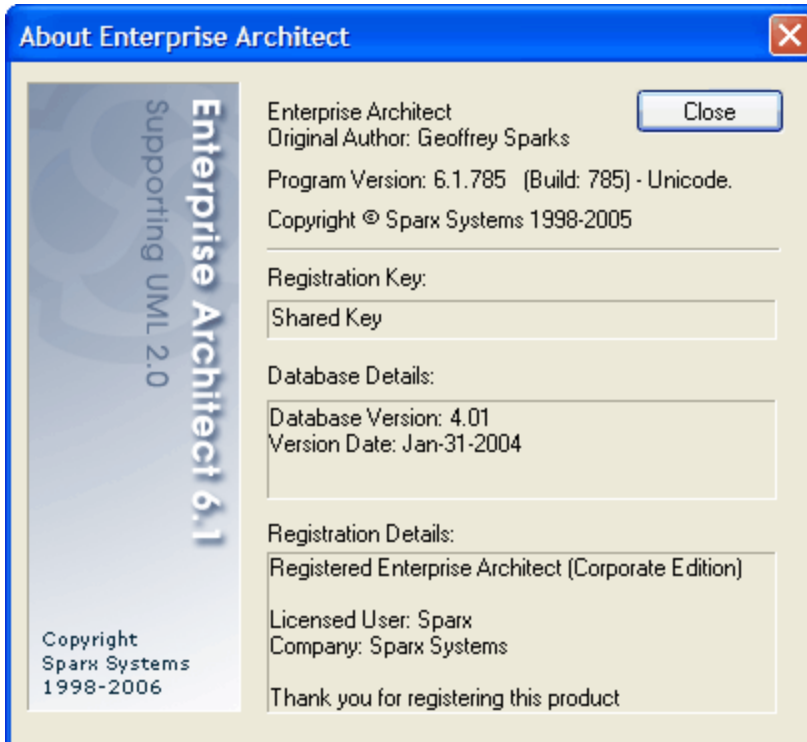 About Enterprise Architect
Enterprise Architect 6.1
Supporting UML 2.0
Copyright
Sparx Systems
1998-2006
Enterprise Architect
Original Author: Geoffrey Sparks
Close
Program Version: 6.1.785 (Build: 785) - Unicode.
Copyright © Sparx Systems 1998-2005
Registration Key:
Shared Key
Database Details:
Database Version: 4.01
Version Date: Jan-31-2004
Registration Details:
Registered Enterprise Architect (Corporate Edition)
Licensed User: Sparx
Company: Sparx Systems
Thank you for registering this product